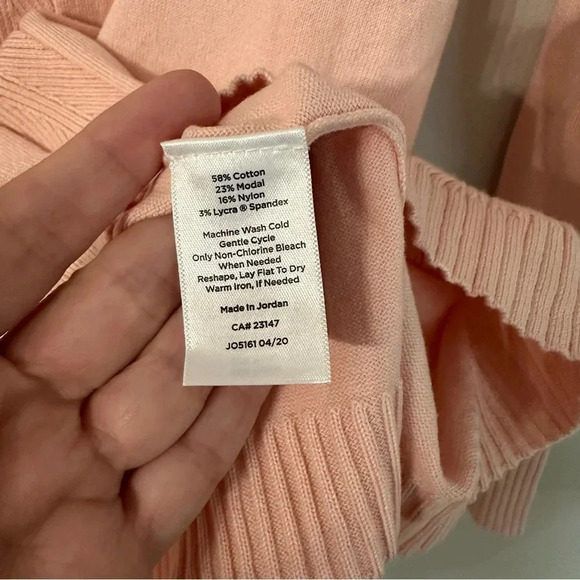 58% Cotton
23% Modal
16% Nylon
3% Lycra ® Spandex
Machine Wash Cold
Gentle Cycle
Only Non-Chlorine Bleach
When Needed
Reshape, Lay Flat To Dry
Warm Iron, If Needed
Made In Jordan
CA# 23147
JO5161 04/20